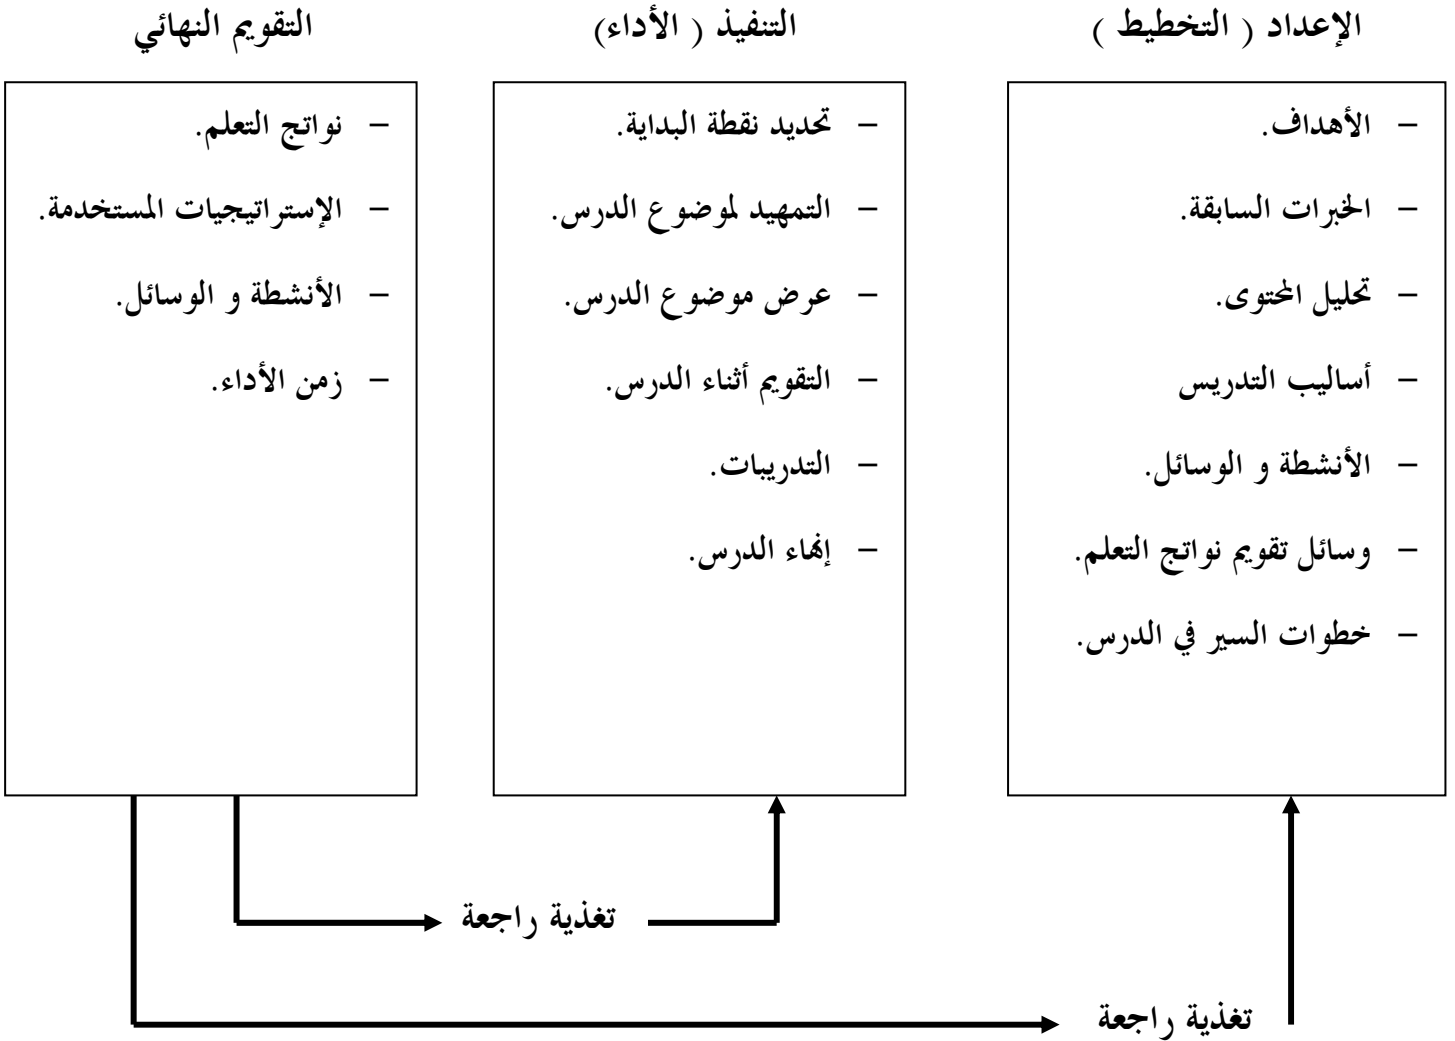 الإعداد ( التخطيط )
– الأهداف.
– الخبرات السابقة.
– تحليل المحتوى.
– أساليب التدريس
– الأنشطة و الوسائل.
– وسائل تقويم نواتج التعلم.
– خطوات السير في الدرس.
التنفيذ ( الأداء)
– تحديد نقطة البداية.
– التمهيد لموضوع الدرس.
– عرض موضوع الدرس.
– التقويم أثناء الدرس.
– التدريبات.
– إنهاء الدرس.
التقويم النهائي
– نواتج التعلم.
– الإستراتيجيات المستخدمة.
– الأنشطة و الوسائل.
– زمن الأداء.
تغذية راجعة
تغذية راجعة